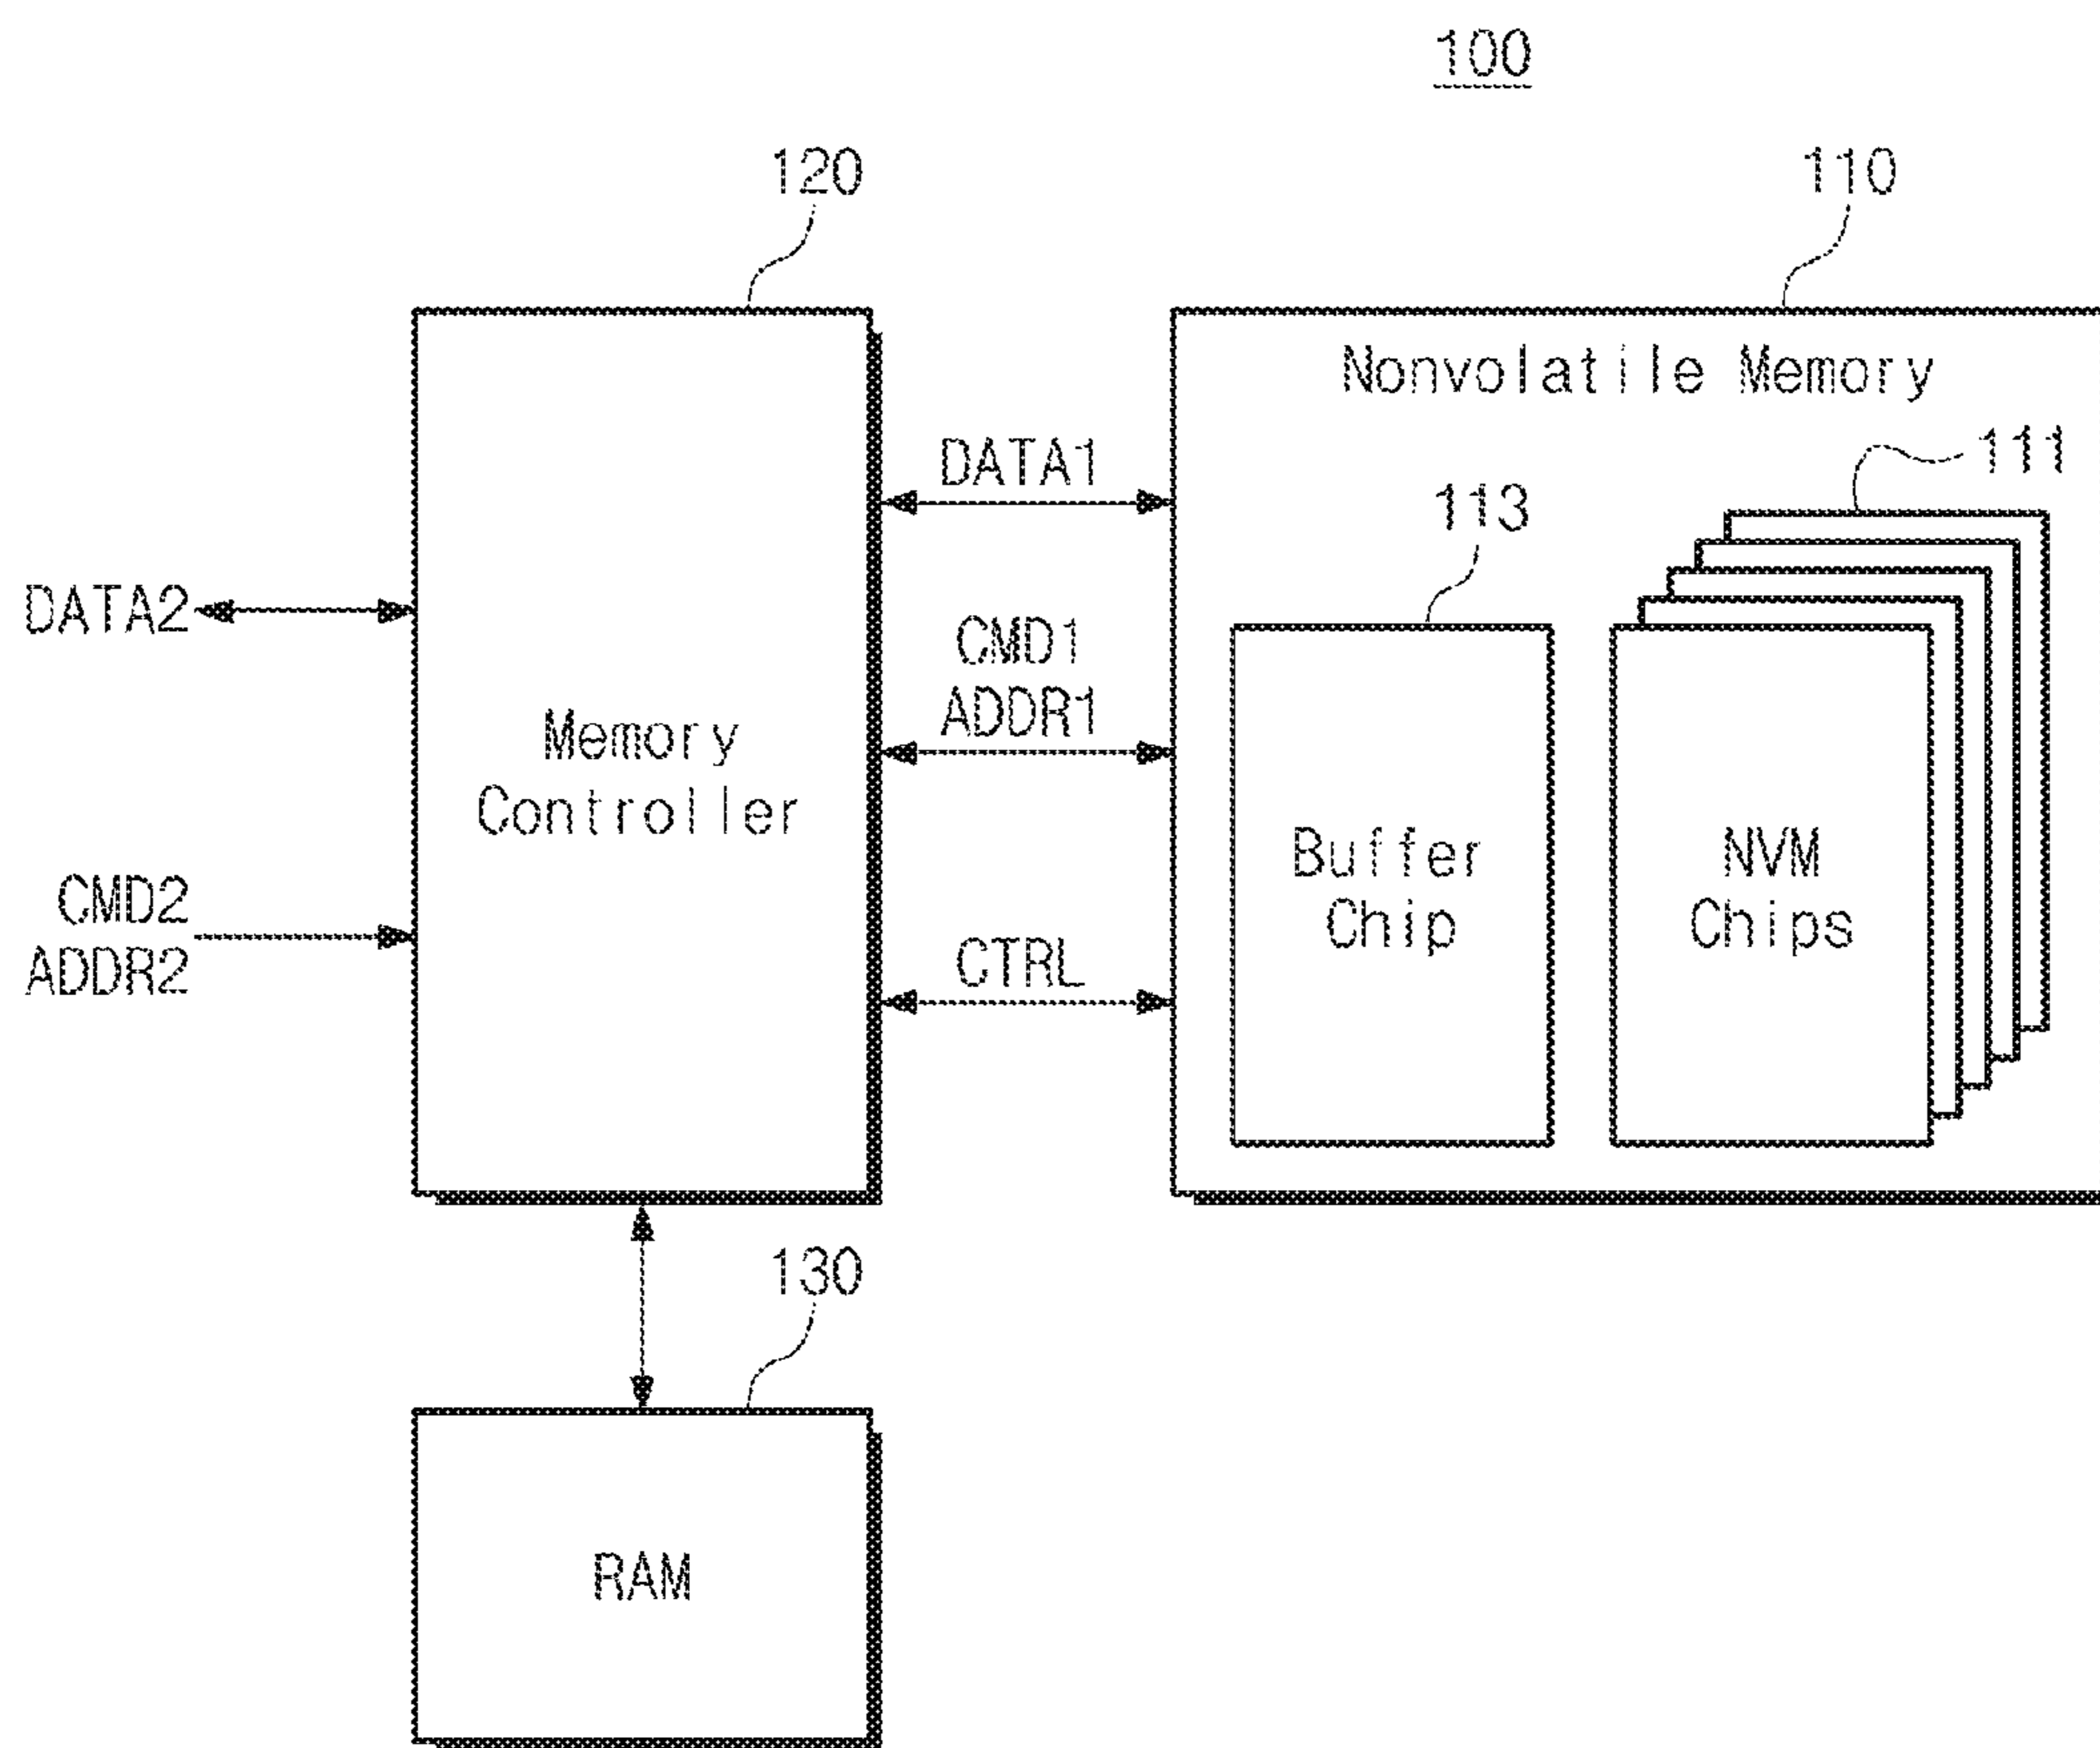 100
120
110
Nonvolatile Memory
111
DATA1
113
DATA2
CMD1
ADDR1
Memory
Controller
Buffer
Chip
NVM
Chips
CMD2
ADDR2
CTRL
130
RAM